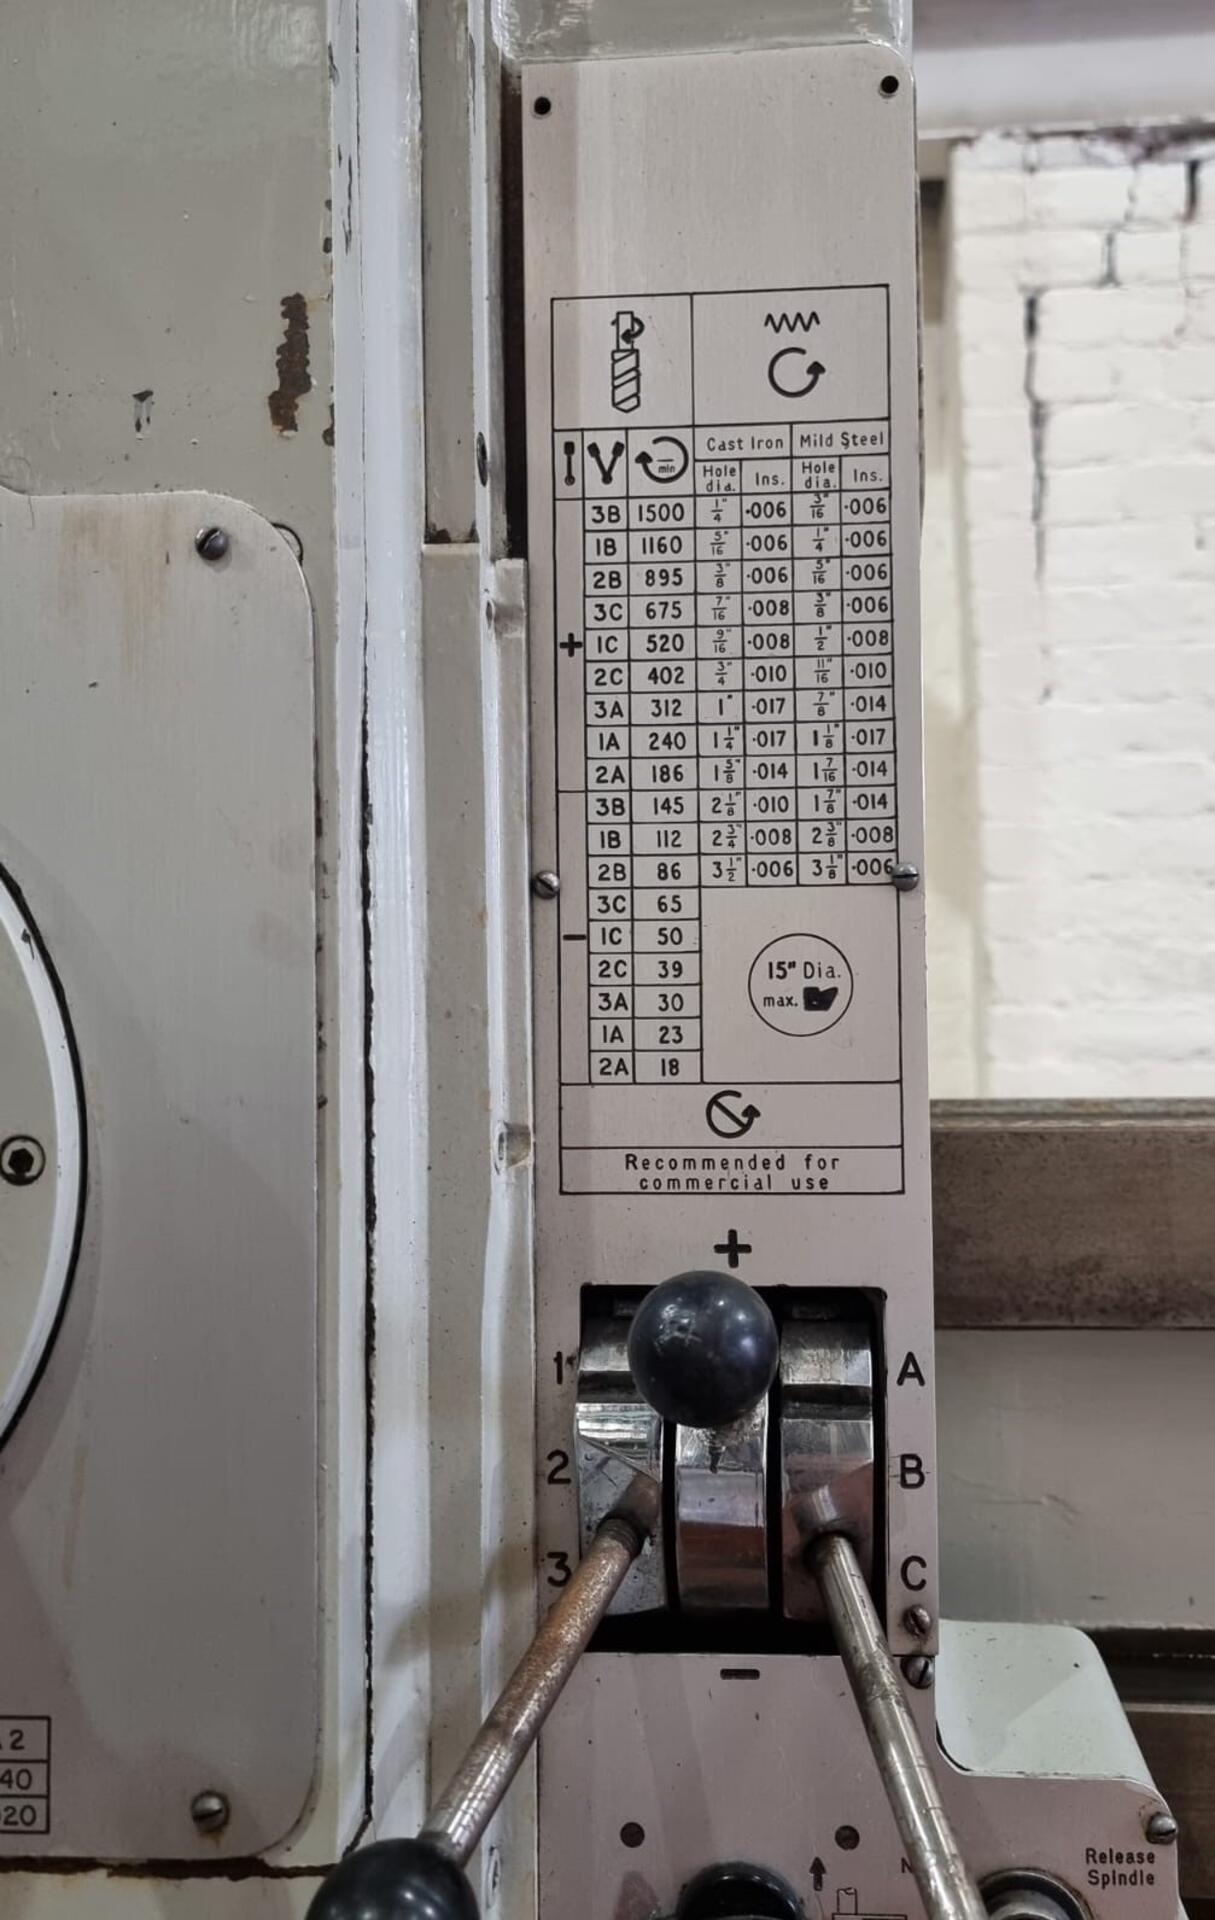 Cast Iron Mild Steel
Hole dia. Ins. Hole dia. Ins.
min
3B 1500 1/4" ·006 3/16" ·006
1B 1160 5/16" ·006 1/4" ·006
2B 895 3/8" ·006 5/16" ·006
3C 675 7/16" ·008 3/8" ·006
+ 1C 520 9/16" ·008 1/2" ·008
2C 402 3/4" ·010 11/16" ·010
3A 312 1" ·017 7/8" ·014
1A 240 1 1/4" ·017 1 1/8" ·017
2A 186 1 5/8" ·014 1 7/16" ·014
3B 145 2 1/8" ·010 1 7/8" ·014
1B 112 2 3/4" ·008 2 3/8" ·008
2B 86 3 1/2" ·006 3 1/8" ·006
3C 65
− 1C 50
2C 39
3A 30
1A 23
2A 18
15" Dia.
max.
Recommended for
commercial use
+
1 A
2 B
3 C
−
2
40
20
Release
Spindle
N